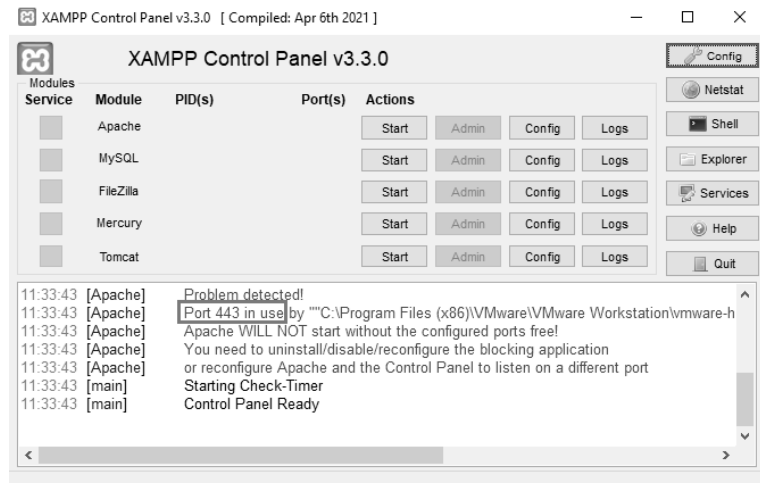 XAMPP Control Panel v3.3.0 [ Compiled: Apr 6th 2021 ]
XAMPP Control Panel v3.3.0
Config
Modules
Service Module PID(s) Port(s) Actions
Netstat
Apache Start Admin Config Logs
Shell
MySQL Start Admin Config Logs
Explorer
FileZilla Start Admin Config Logs
Services
Mercury Start Admin Config Logs
Help
Tomcat Start Admin Config Logs
Quit
11:33:43 [Apache] Problem detected!
11:33:43 [Apache] Port 443 in use by ""C:\Program Files (x86)\VMware\VMware Workstation\vmware-h
11:33:43 [Apache] Apache WILL NOT start without the configured ports free!
11:33:43 [Apache] You need to uninstall/disable/reconfigure the blocking application
11:33:43 [Apache] or reconfigure Apache and the Control Panel to listen on a different port
11:33:43 [main] Starting Check-Timer
11:33:43 [main] Control Panel Ready